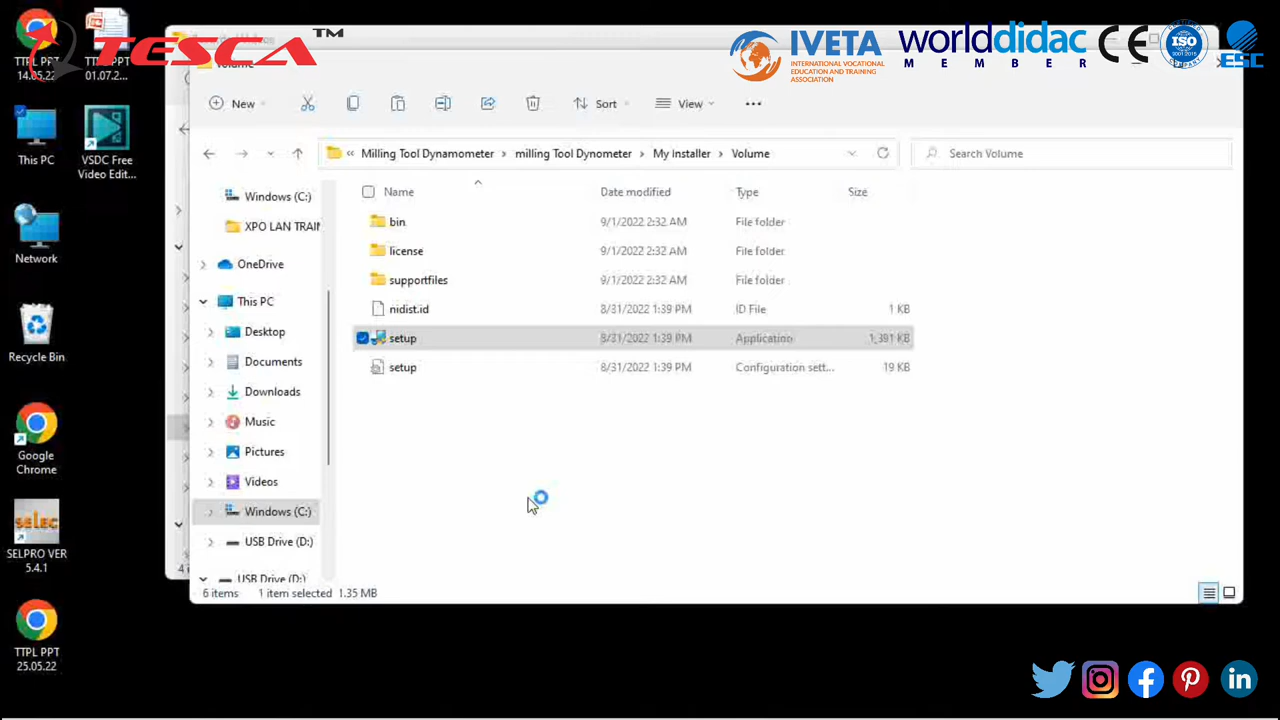 TESCA ™
IVETA
INTERNATIONAL VOCATIONAL
EDUCATION AND TRAINING
ASSOCIATION
worlddidac
MEMBER
CE
ISO
ESC
TTPL PPT
14.05.22
01.07.2...
This PC
VSDC Free
Video Edit...
Network
Recycle Bin
Google
Chrome
selec
SELPRO VER
5.4.1
TTPL PPT
25.05.22
Volume
New
Sort
View
«
Milling Tool Dynamometer > milling Tool Dynometer > My Installer > Volume
Search Volume
Windows (C:)
XPO LAN TRAIN
OneDrive
This PC
Desktop
Documents
Downloads
Music
Pictures
Videos
Windows (C:)
USB Drive (D:)
USB Drive (D:)
Name Date modified Type Size
bin 9/1/2022 2:32 AM File folder
license 9/1/2022 2:32 AM File folder
supportfiles 9/1/2022 2:32 AM File folder
nidist.id 8/31/2022 1:39 PM ID File 1 KB
setup 8/31/2022 1:39 PM Application 1,391 KB
setup 8/31/2022 1:39 PM Configuration sett... 19 KB
6 items 1 item selected 1.35 MB